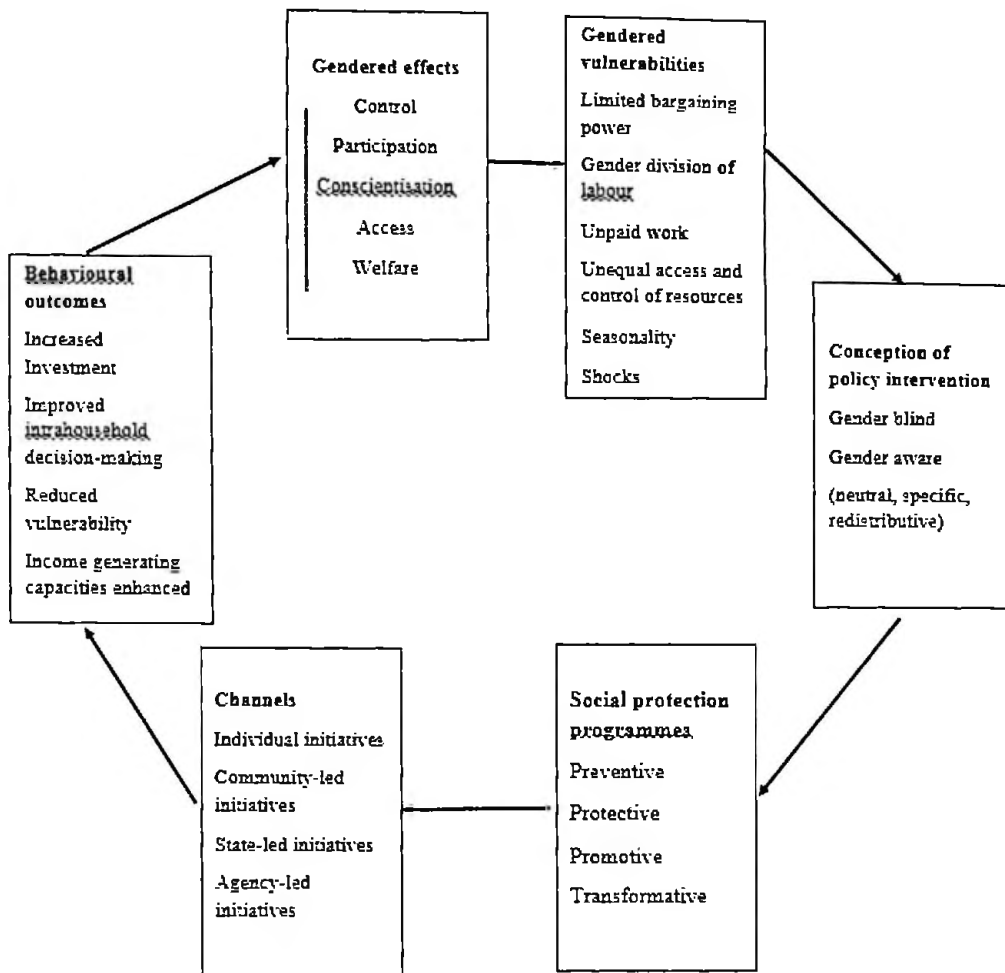 Gendered effects
Control
Participation
Conscientisation
Access
Welfare
Gendered
vulnerabilities
Limited bargaining
power
Gender division of
labour
Unpaid work
Unequal access and
control of resources
Seasonality
Shocks
Conception of
policy intervention
Gender blind
Gender aware
(neutral, specific,
redistributive)
Social protection
programmes
Preventive
Protective
Promotive
Transformative
Channels
Individual initiatives
Community-led
initiatives
State-led initiatives
Agency-led
initiatives
Behavioural
outcomes
Increased
Investment
Improved
intrahousehold
decision-making
Reduced
vulnerability
Income generating
capacities enhanced